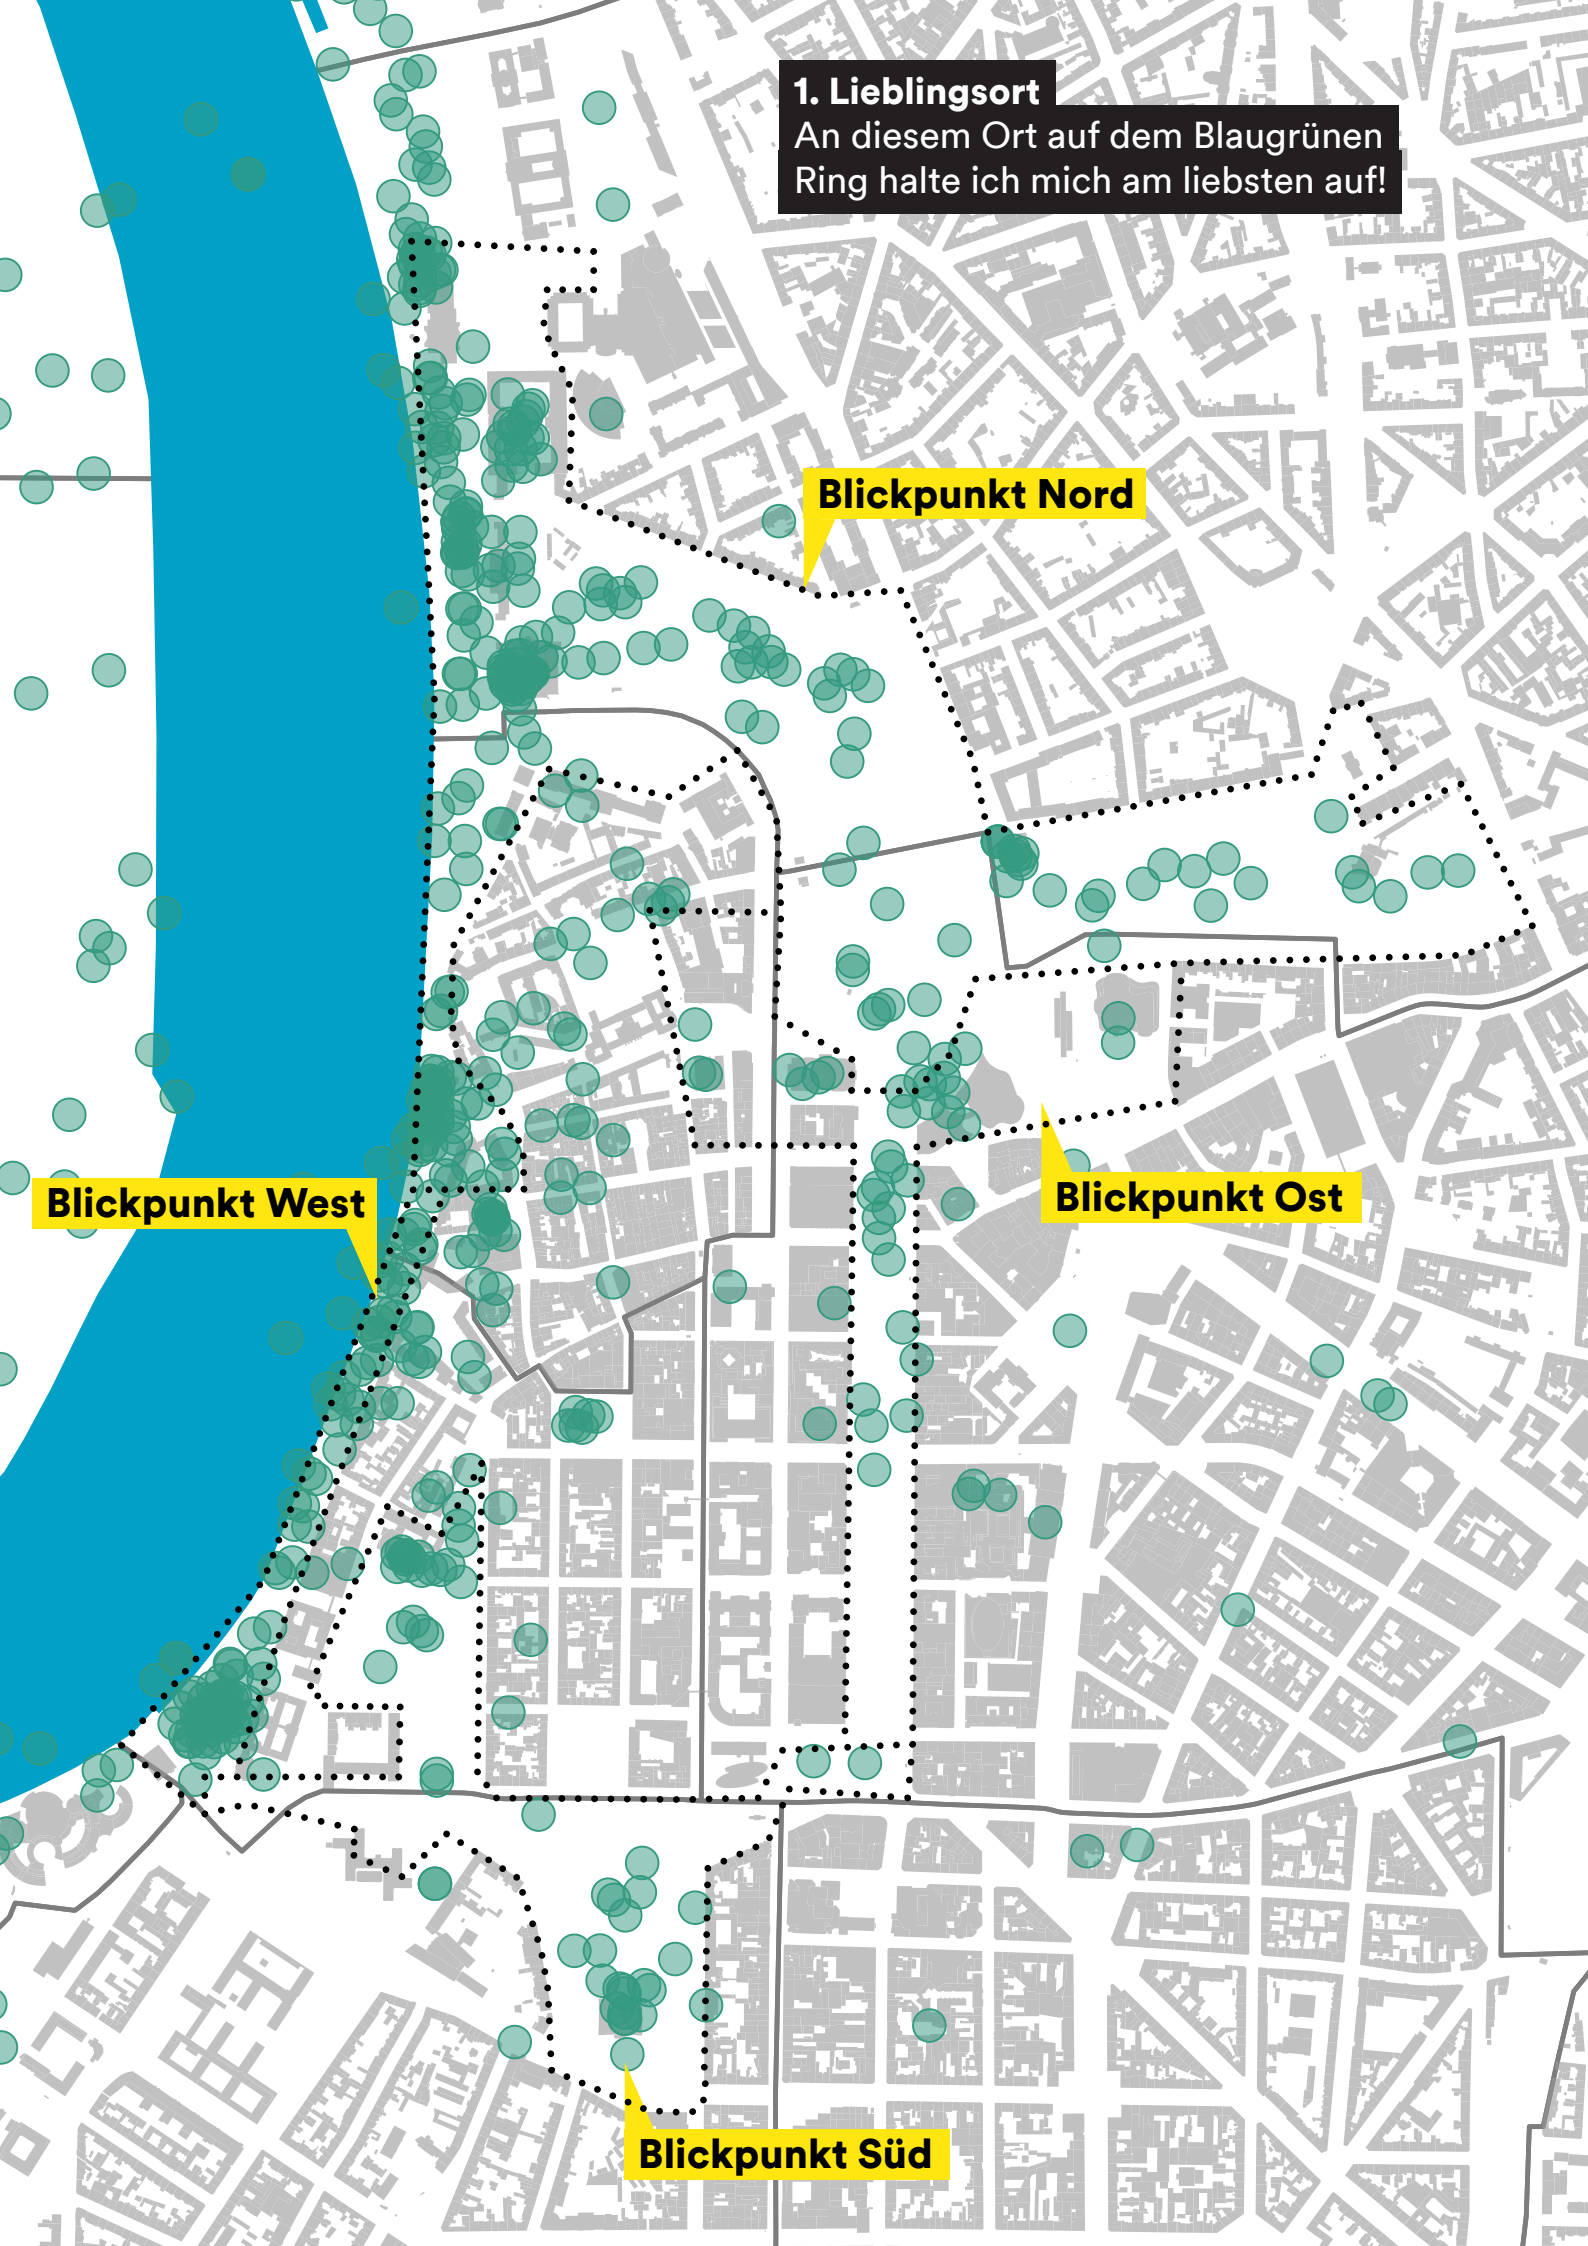 1. Lieblingsort
An diesem Ort auf dem Blaugrünen
Ring halte ich mich am liebsten auf!
Blickpunkt Nord
Blickpunkt West
Blickpunkt Ost
Blickpunkt Süd